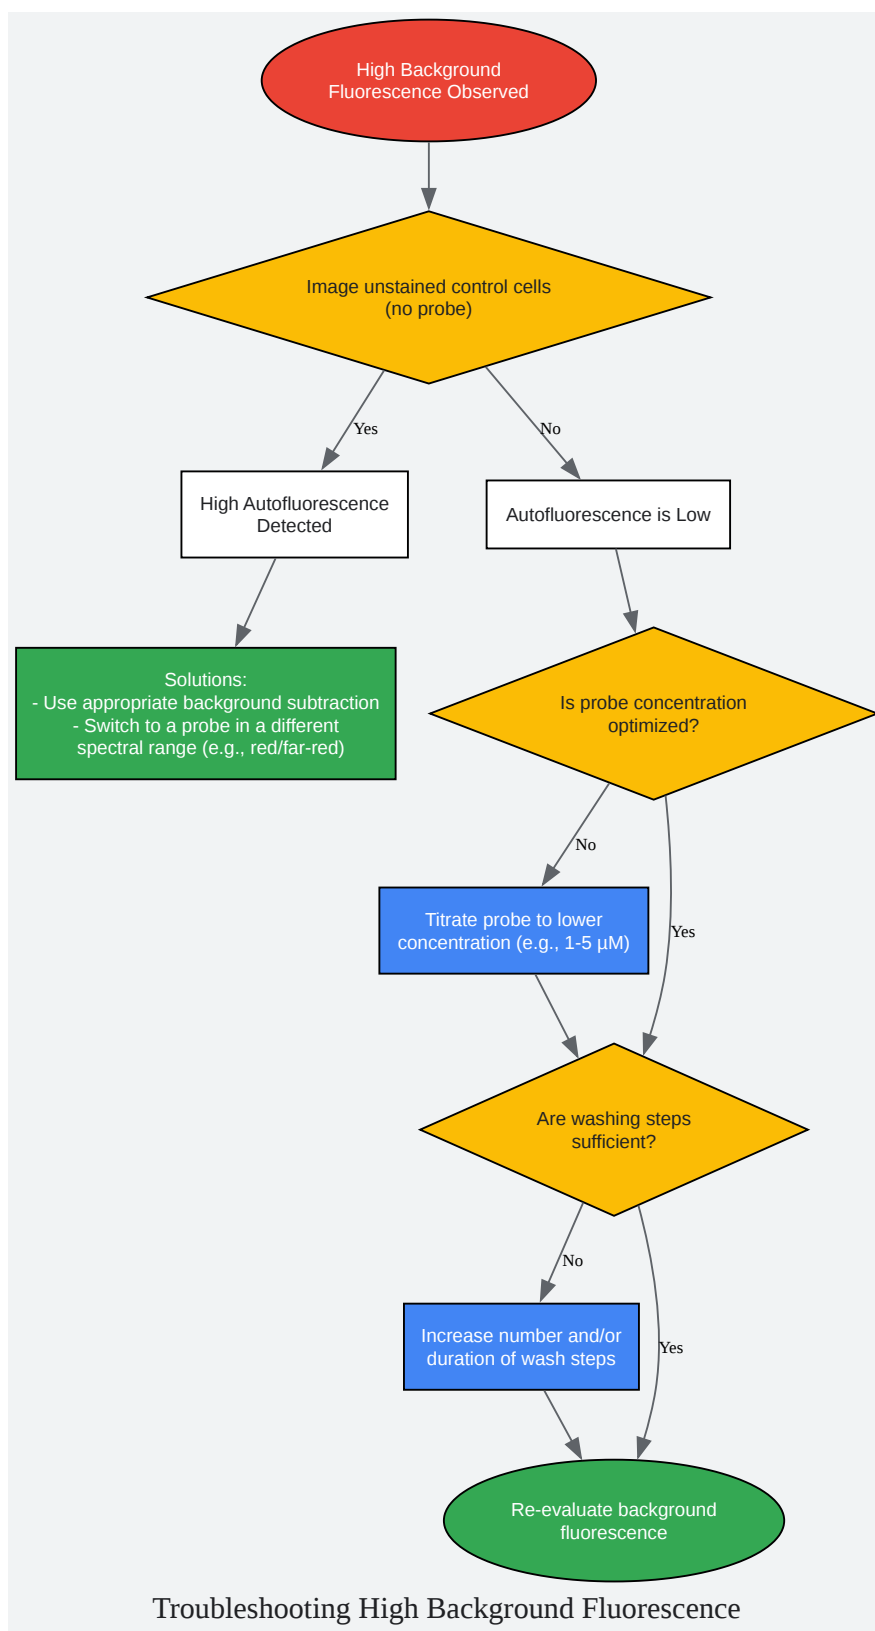 High Background
Fluorescence Observed
Image unstained control cells
(no probe)
Yes
No
High Autofluorescence
Detected
Autofluorescence is Low
Solutions:
- Use appropriate background subtraction
- Switch to a probe in a different
spectral range (e.g., red/far-red)
Is probe concentration
optimized?
No
Titrate probe to lower
concentration (e.g., 1-5 µM)
Yes
Are washing steps
sufficient?
No
Increase number and/or
duration of wash steps
Yes
Re-evaluate background
fluorescence
Troubleshooting High Background Fluorescence